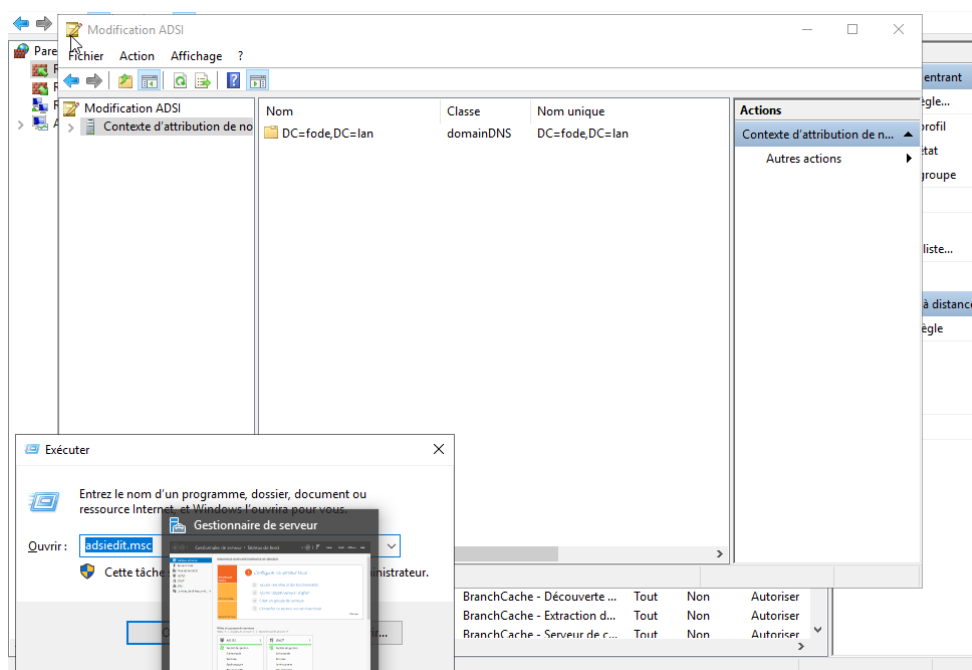 Modification ADSI
Fichier Action Affichage ?
Pare
Modification ADSI
Contexte d'attribution de no
Nom Classe Nom unique
DC=fode,DC=lan domainDNS DC=fode,DC=lan
Actions
Contexte d'attribution de n...
Autres actions
entrant
ègle...
rofil
état
groupe
liste...
à distance
ègle
Exécuter
Entrez le nom d'un programme, dossier, document ou
ressource Internet, et Windows l'ouvrira pour vous.
Gestionnaire de serveur
Ouvrir : adsiedit.msc
Cette tâche
inistrateur.
BranchCache - Découverte ... Tout Non Autoriser
BranchCache - Extraction d... Tout Non Autoriser
BranchCache - Serveur de c... Tout Non Autoriser